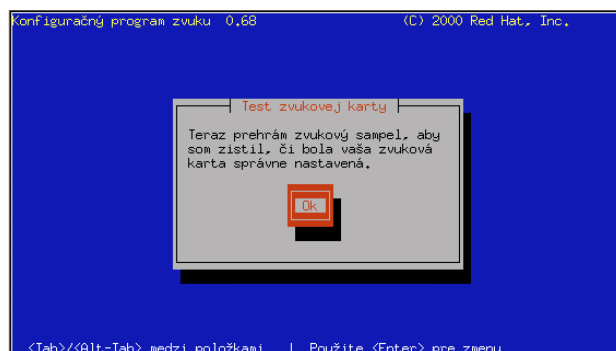 Konfiguračný program zvuku 0.68 (C) 2000 Red Hat, Inc.
Test zvukovej karty
Teraz prehrám zvukový sampel, aby
som zistil, či bola vaša zvuková
karta správne nastavená.
Ok
<Tab>/<Alt-Tab> medzi položkami | Použite <Enter> pre zmenu